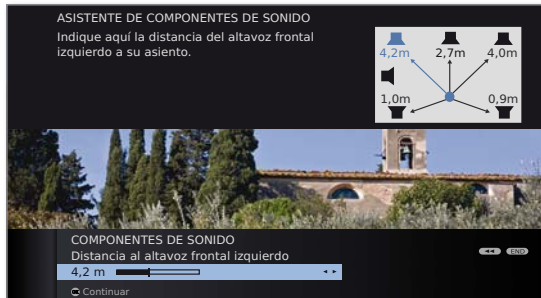 ASISTENTE DE COMPONENTES DE SONIDO
Indique aquí la distancia del altavoz frontal
izquierdo a su asiento.
4,2m 2,7m 4,0m
1,0m 0,9m
COMPONENTES DE SONIDO
Distancia al altavoz frontal izquierdo
4,2 m
END
OK Continuar